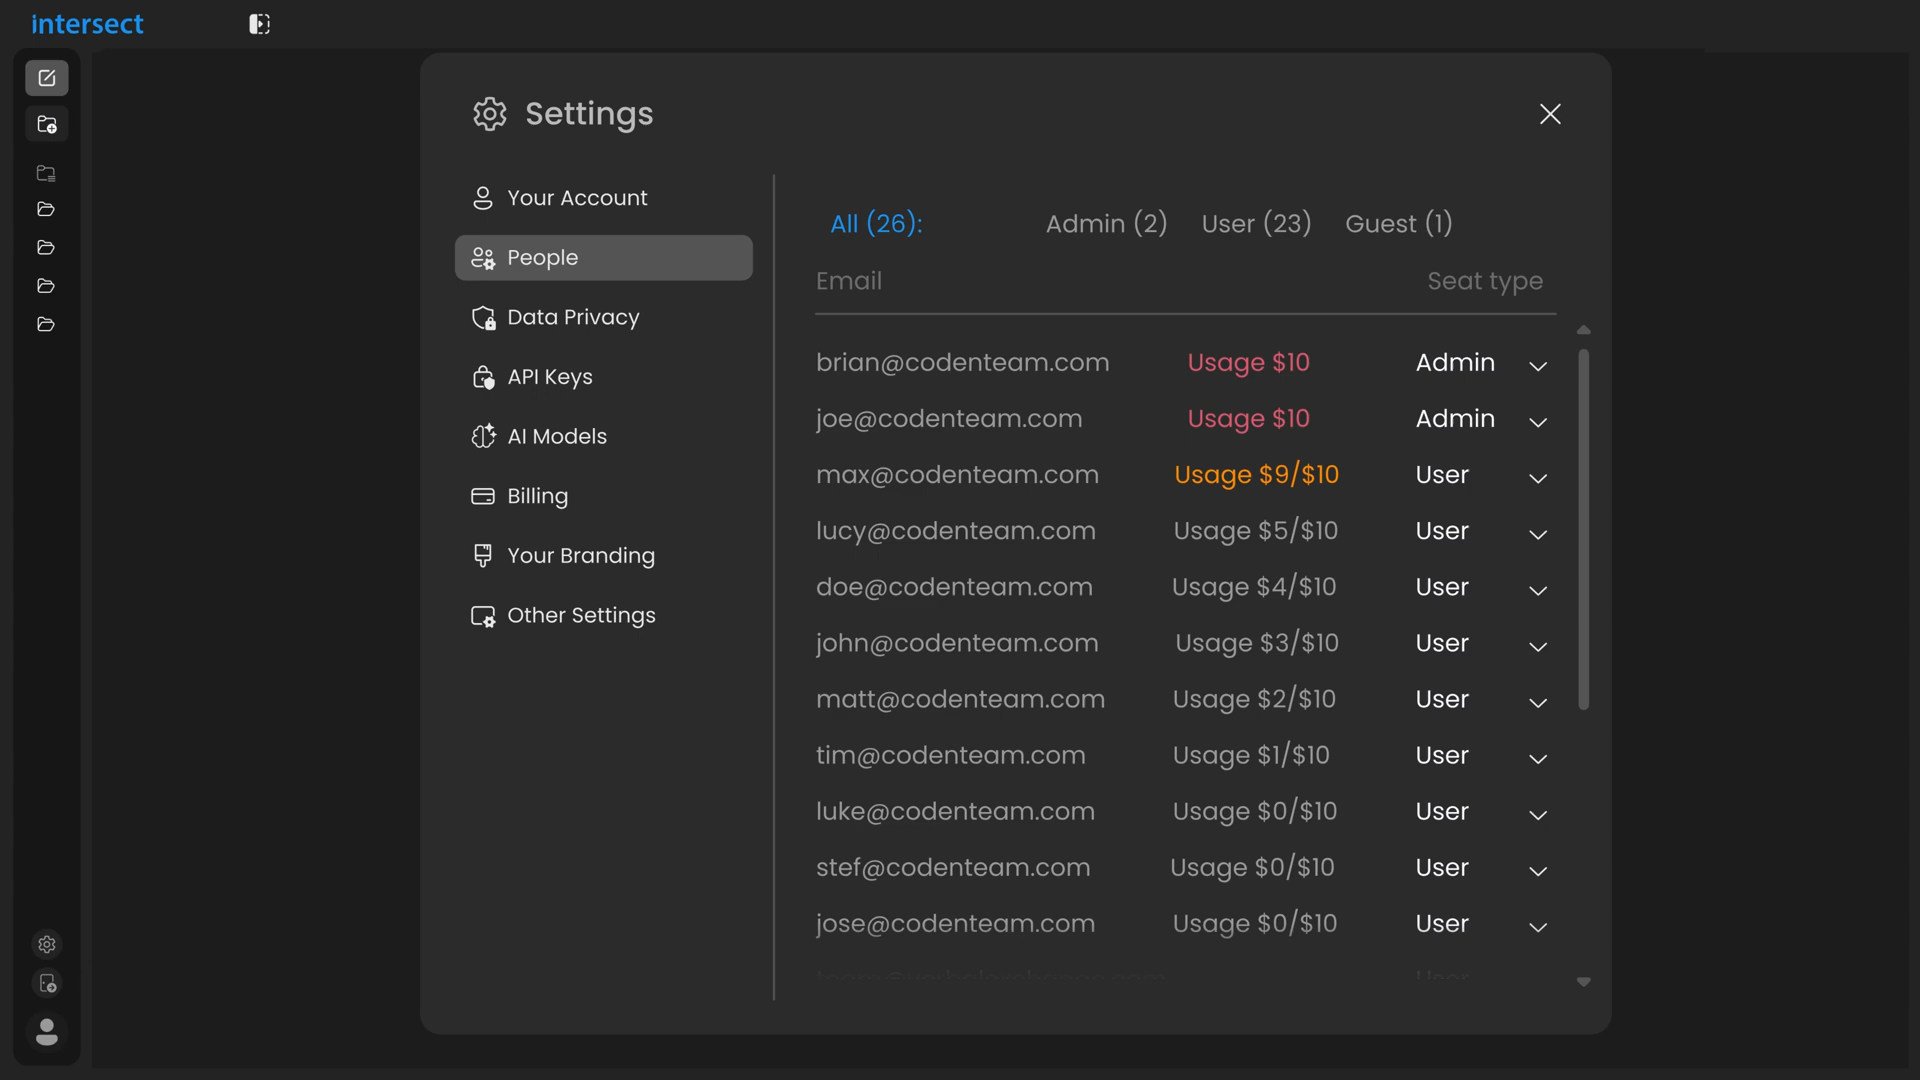 intersect
Settings
Your Account
People
Data Privacy
API Keys
AI Models
Billing
Your Branding
Other Settings
All (26): Admin (2) User (23) Guest (1)
Email Seat type
brian@codenteam.com Usage $10 Admin
joe@codenteam.com Usage $10 Admin
max@codenteam.com Usage $9/$10 User
lucy@codenteam.com Usage $5/$10 User
doe@codenteam.com Usage $4/$10 User
john@codenteam.com Usage $3/$10 User
matt@codenteam.com Usage $2/$10 User
tim@codenteam.com Usage $1/$10 User
luke@codenteam.com Usage $0/$10 User
stef@codenteam.com Usage $0/$10 User
jose@codenteam.com Usage $0/$10 User
User